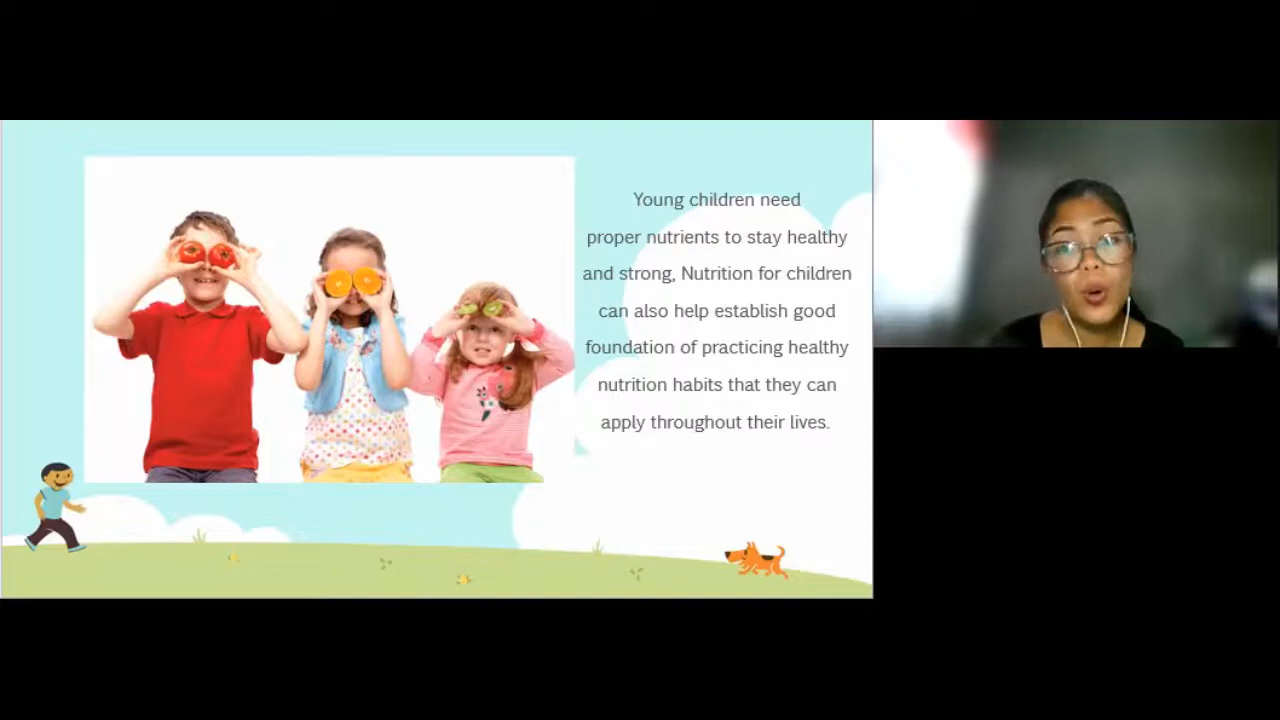 Young children need
proper nutrients to stay healthy
and strong, Nutrition for children
can also help establish good
foundation of practicing healthy
nutrition habits that they can
apply throughout their lives.